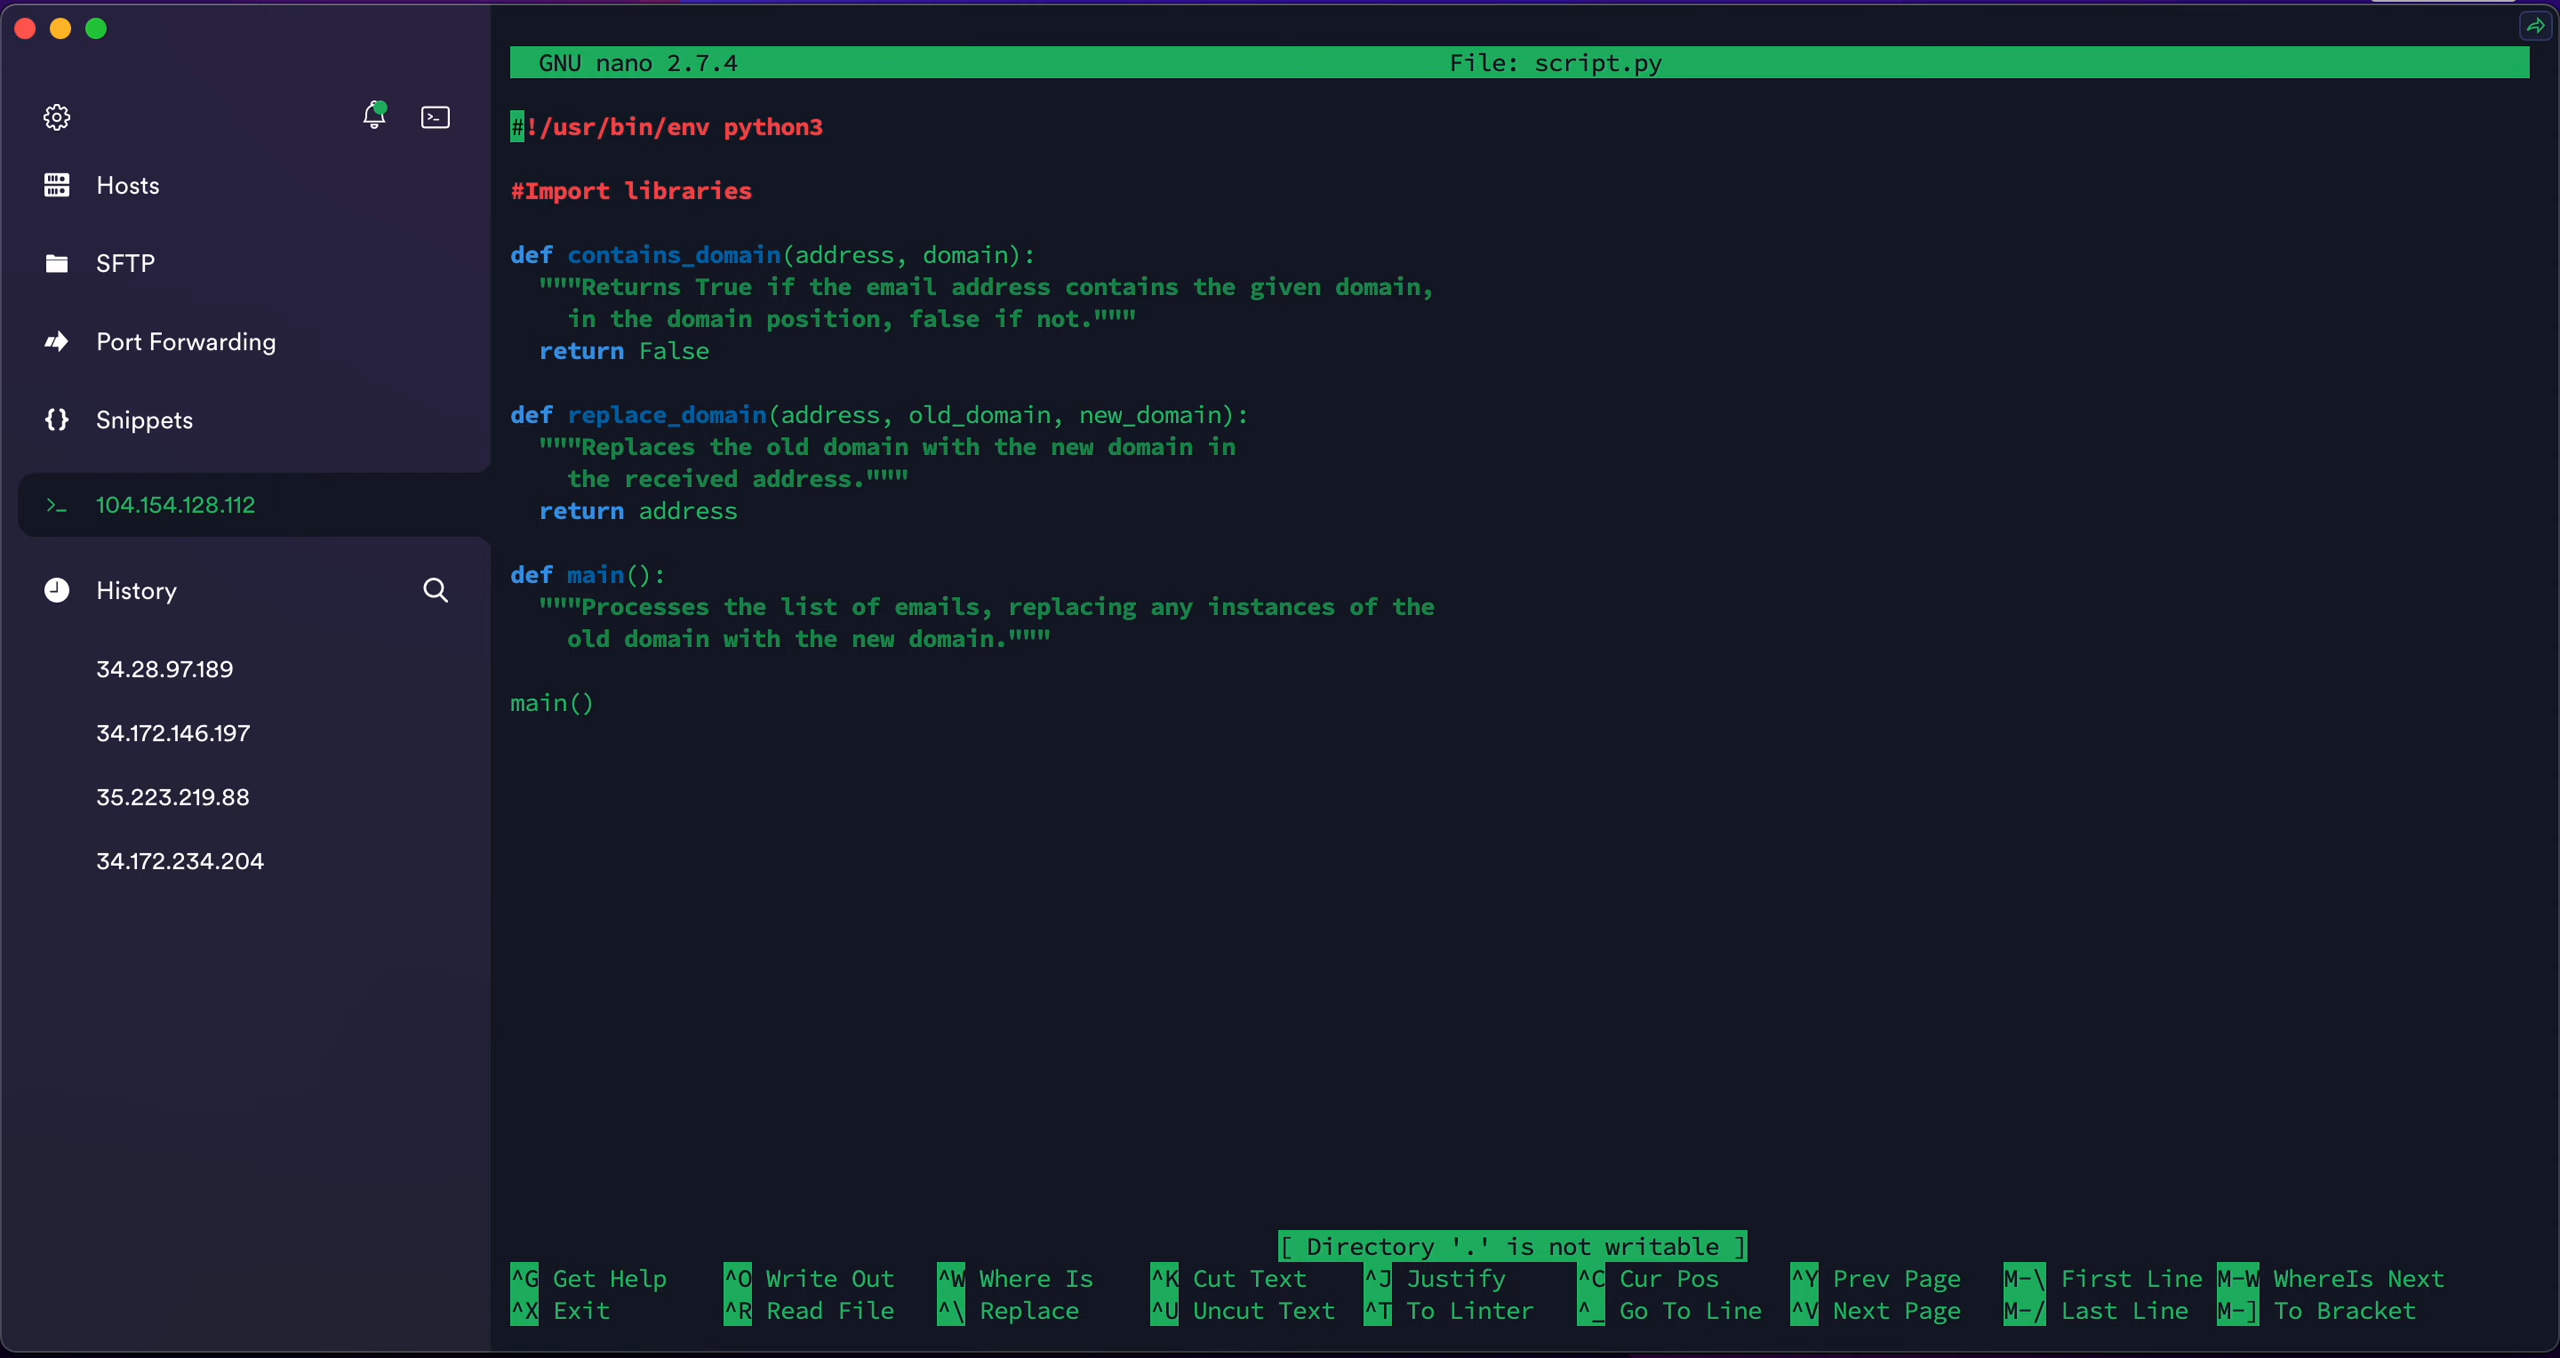 Hosts
SFTP
Port Forwarding
Snippets
>_ 104.154.128.112
History
34.28.97.189
34.172.146.197
35.223.219.88
34.172.234.204
GNU nano 2.7.4 File: script.py
#!/usr/bin/env python3
#Import libraries
def contains_domain(address, domain):
  """Returns True if the email address contains the given domain,
    in the domain position, false if not."""
  return False
def replace_domain(address, old_domain, new_domain):
  """Replaces the old domain with the new domain in
    the received address."""
  return address
def main():
  """Processes the list of emails, replacing any instances of the
    old domain with the new domain."""
main()
[ Directory '.' is not writable ]
^G Get Help ^O Write Out ^W Where Is ^K Cut Text ^J Justify ^C Cur Pos ^Y Prev Page M-\ First Line M-W WhereIs Next
^X Exit ^R Read File ^\ Replace ^U Uncut Text ^T To Linter ^_ Go To Line ^V Next Page M-/ Last Line M-] To Bracket